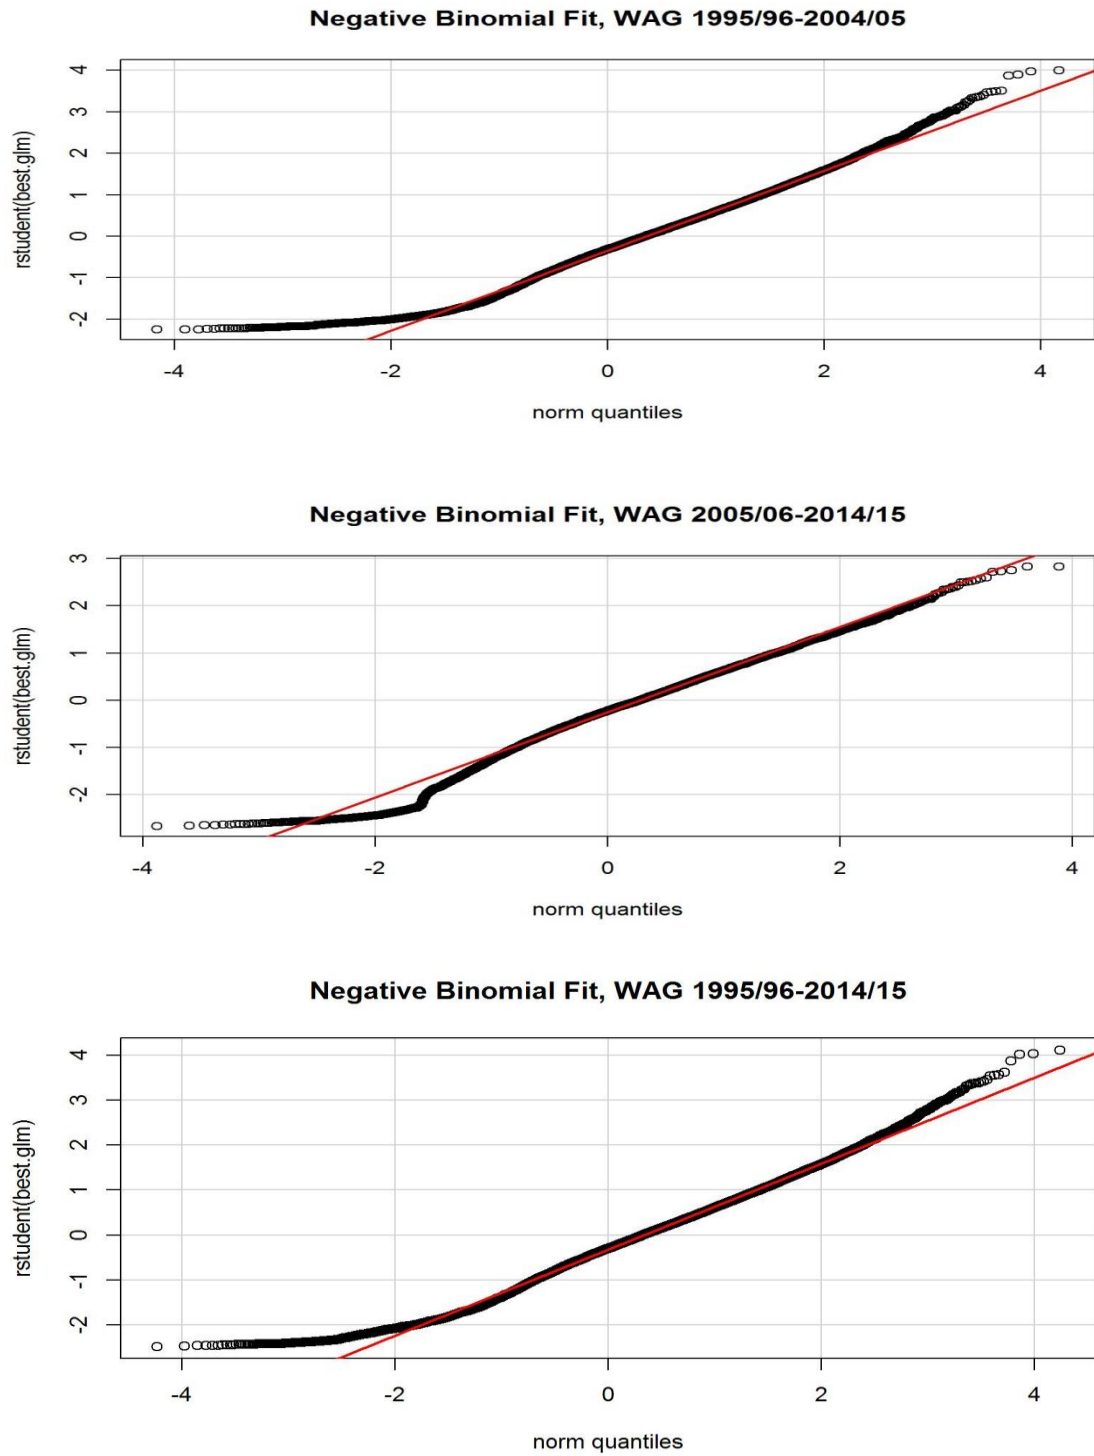 Negative Binomial Fit, WAG 1995/96-2004/05
4
3
2
1
0
-1
-2
rstudent(best.glm)
-4 -2 0 2 4
norm quantiles
Negative Binomial Fit, WAG 2005/06-2014/15
3
2
1
0
-1
-2
rstudent(best.glm)
-4 -2 0 2 4
norm quantiles
Negative Binomial Fit, WAG 1995/96-2014/15
4
3
2
1
0
-1
-2
rstudent(best.glm)
-4 -2 0 2 4
norm quantiles